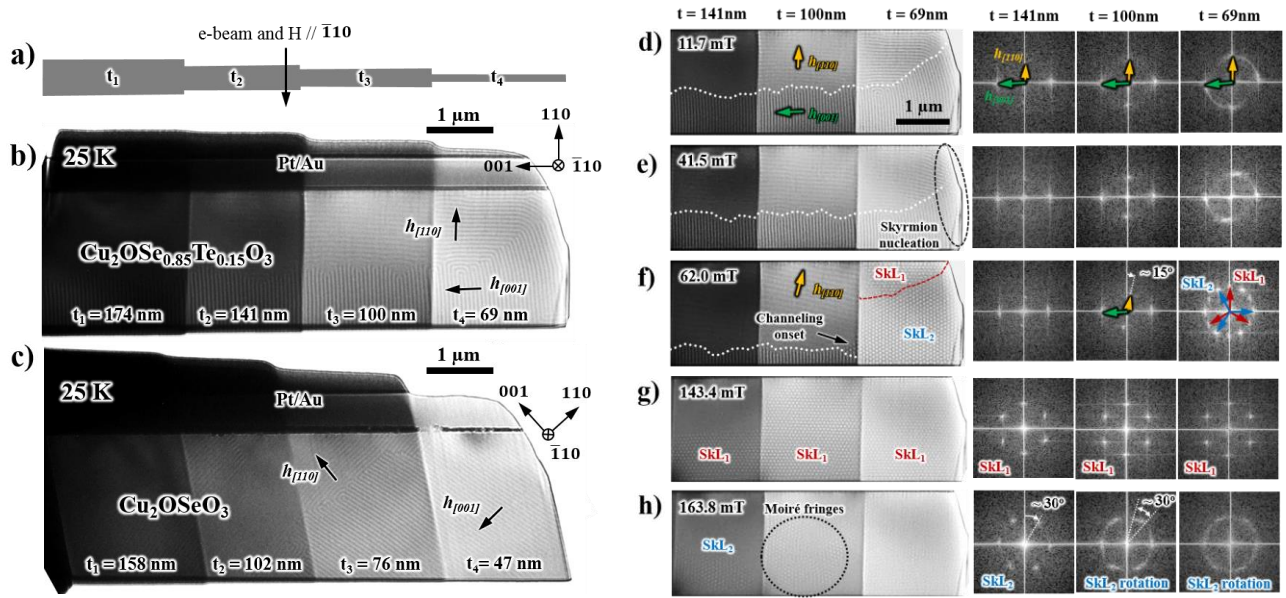 a)
e-beam and H // 1̅10
t₁
t₂
t₃
t₄
1 µm
b)
25 K
Pt/Au
110
001
1̅10
h[110]
Cu₂OSe₀.₈₅Te₀.₁₅O₃
h[001]
t₁ = 174 nm
t₂ = 141 nm
t₃ = 100 nm
t₄= 69 nm
c)
25 K
1 µm
Pt/Au
001
110
1̅10
h[110]
h[001]
Cu₂OSeO₃
t₁ = 158 nm
t₂ = 102 nm
t₃ = 76 nm
t₄= 47 nm
t = 141nm
t = 100nm
t = 69nm
t = 141nm
t = 100nm
t = 69nm
d)
11.7 mT
h[110]
h[001]
1 µm
h[110]
h[001]
e)
41.5 mT
Skyrmion
nucleation
f)
62.0 mT
h[110]
SkL₁
Channeling
onset
SkL₂
~ 15°
SkL₂
SkL₁
g)
143.4 mT
SkL₁
SkL₁
SkL₁
SkL₁
SkL₁
SkL₁
h)
163.8 mT
Moiré fringes
SkL₂
~ 30°
~ 30°
SkL₂
SkL₂ rotation
SkL₂ rotation